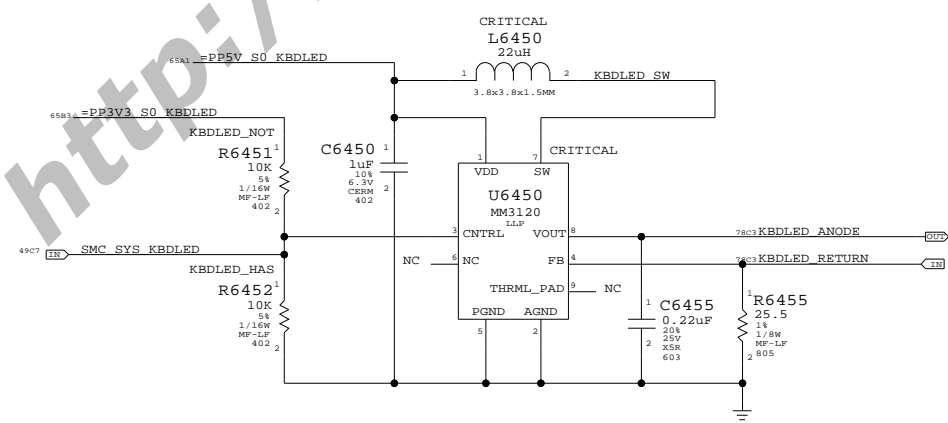 http:/
CRITICAL
L6450
22uH
1
2
KBDLED_SW
3.8x3.8x1.5MM
65A1
=PP5V_S0_KBDLED
65B3
=PP3V3_S0_KBDLED
KBDLED_NOT
R6451
1
10K
5%
1/16W
MF-LF
402
2
C6450
1
1uF
10%
6.3V
CERM
402
2
1
VDD
7
SW
CRITICAL
U6450
MM3120
LLP
3
CNTRL
VOUT
8
NC
6
NC
FB
4
THRML_PAD
9
NC
PGND
AGND
5
2
49C7
IN
SMC_SYS_KBDLED
KBDLED_HAS
R6452
1
10K
5%
1/16W
MF-LF
402
2
78C3
KBDLED_ANODE
OUT
78C3
KBDLED_RETURN
IN
1
C6455
0.22uF
20%
25V
X5R
603
2
1
R6455
25.5
1%
1/8W
MF-LF
805
2